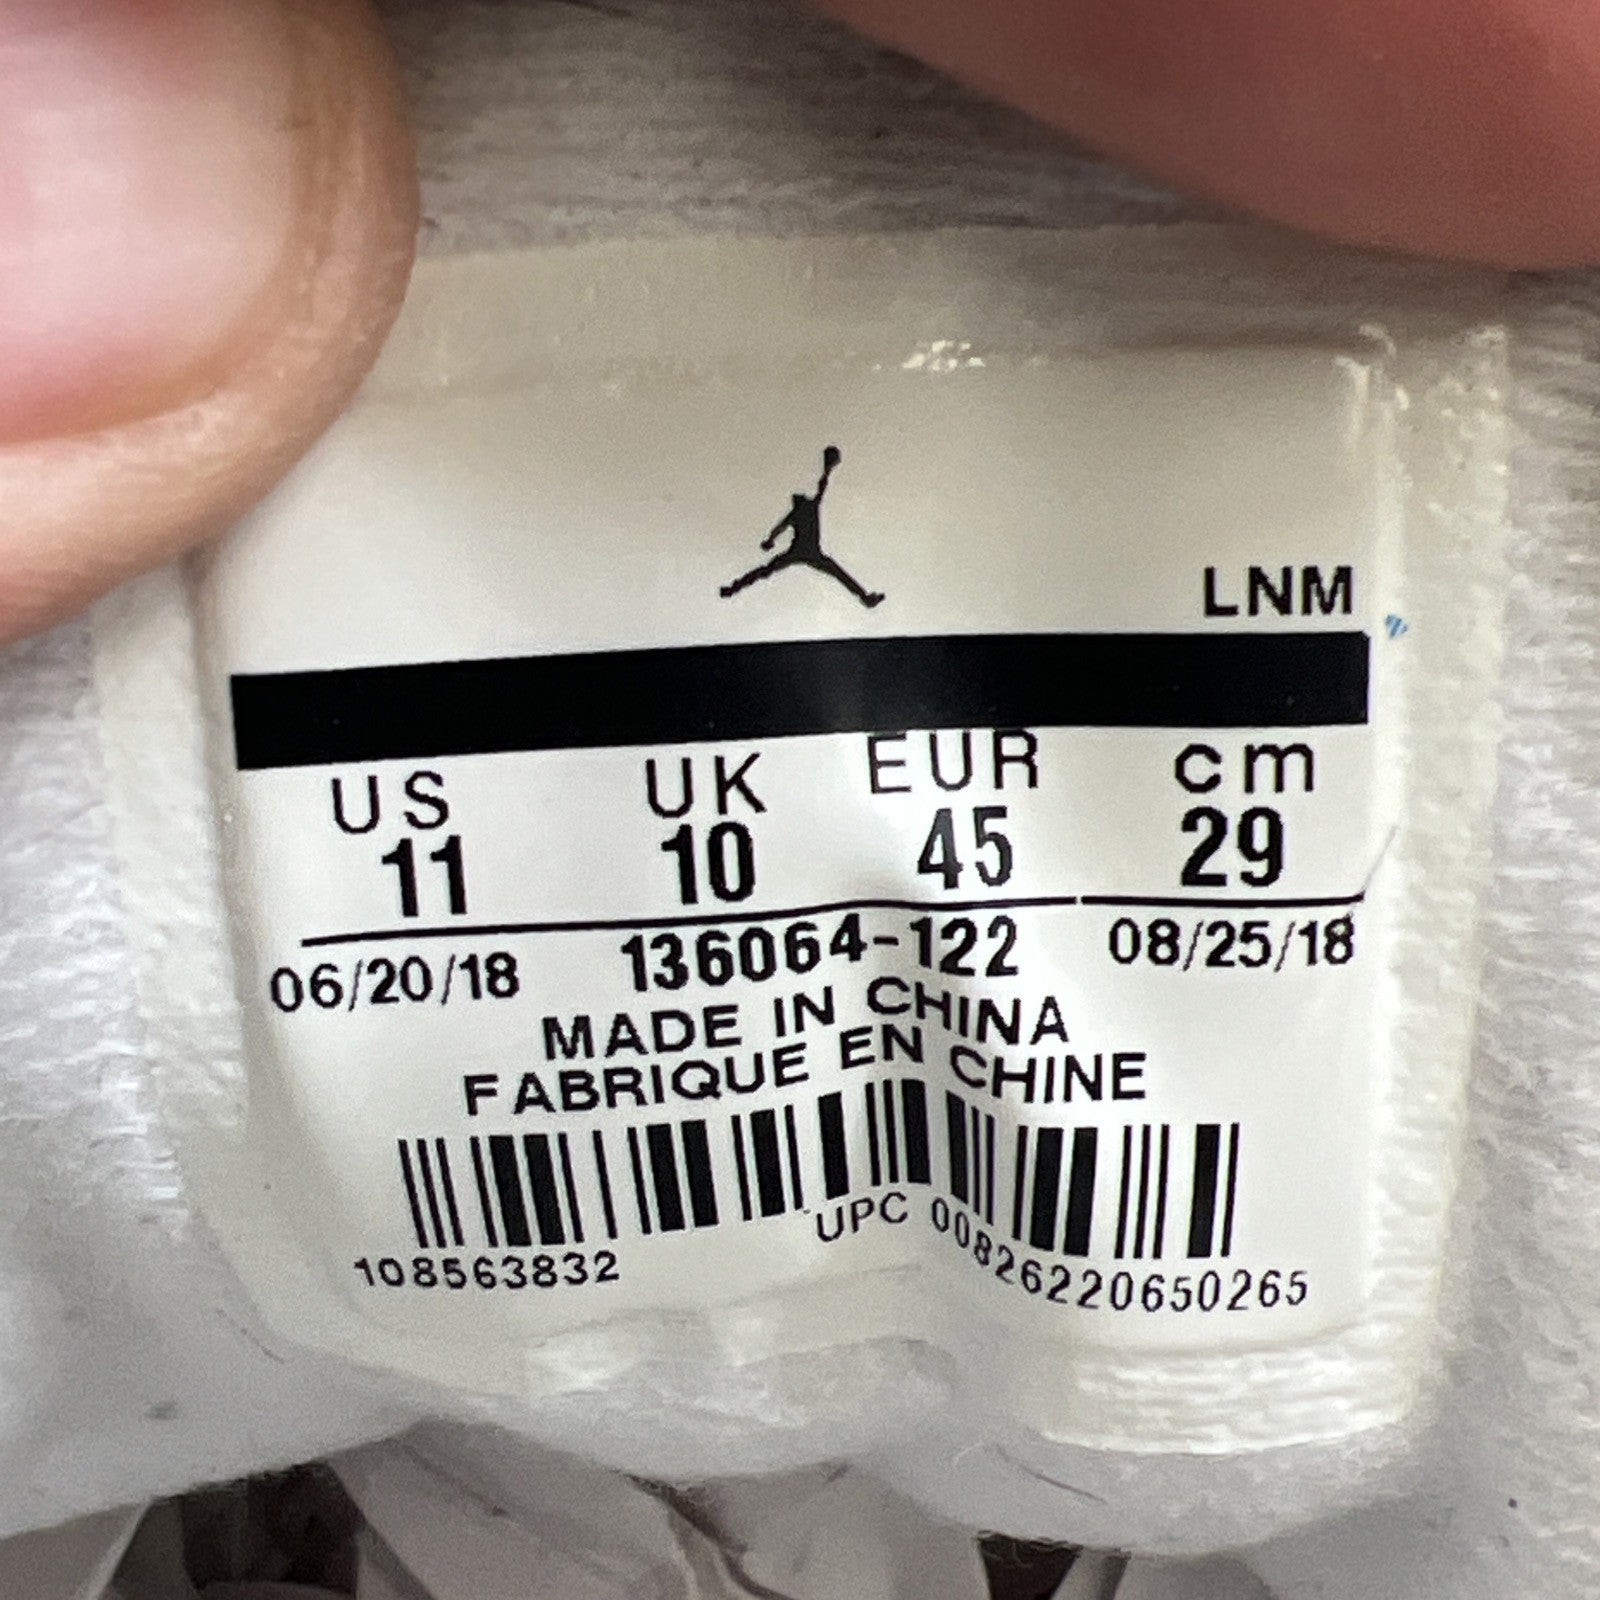 LNM
US UK EUR cm
11 10 45 29
06/20/18 136064-122 08/25/18
MADE IN CHINA
FABRIQUE EN CHINE
108563832 UPC 00826220650265